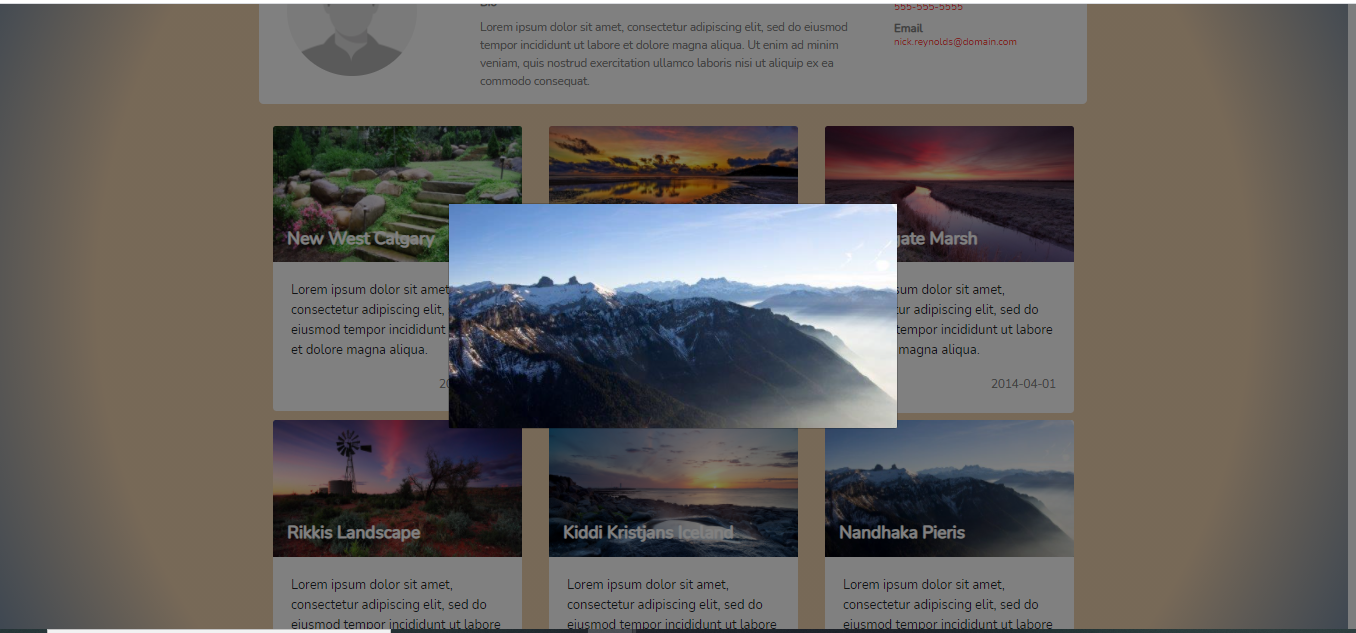 Lorem ipsum dolor sit amet, consectetur adipiscing elit, sed do eiusmod
tempor incididunt ut labore et dolore magna aliqua. Ut enim ad minim
veniam, quis nostrud exercitation ullamco laboris nisi ut aliquip ex ea
commodo consequat.
555-555-5555
Email
nick.reynolds@domain.com
New West Calgary
Lorem ipsum dolor sit amet,
consectetur adipiscing elit,
eiusmod tempor incididunt
et dolore magna aliqua.
20
gate Marsh
sum dolor sit amet,
tur adipiscing elit, sed do
tempor incididunt ut labore
magna aliqua.
2014-04-01
Rikkis Landscape
Lorem ipsum dolor sit amet,
consectetur adipiscing elit, sed do
eiusmod tempor incididunt ut labore
Kiddi Kristjans Iceland
Lorem ipsum dolor sit amet,
consectetur adipiscing elit, sed do
eiusmod tempor incididunt ut labore
Nandhaka Pieris
Lorem ipsum dolor sit amet,
consectetur adipiscing elit, sed do
eiusmod tempor incididunt ut labore